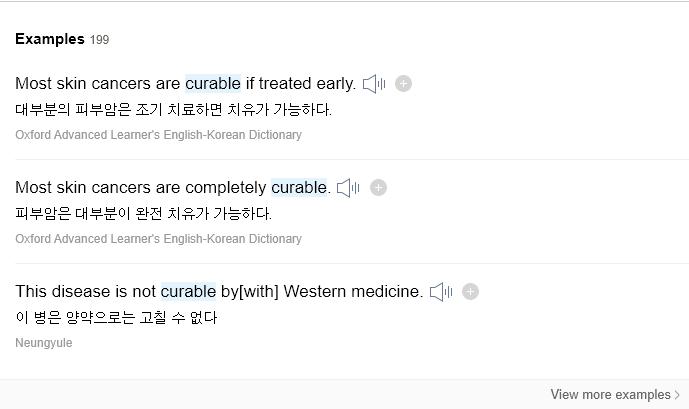 Examples 199
Most skin cancers are curable if treated early.
대부분의 피부암은 조기 치료하면 치유가 가능하다.
Oxford Advanced Learner's English-Korean Dictionary
Most skin cancers are completely curable.
피부암은 대부분이 완전 치유가 가능하다.
Oxford Advanced Learner's English-Korean Dictionary
This disease is not curable by[with] Western medicine.
이 병은 양약으로는 고칠 수 없다
Neungyule
View more examples